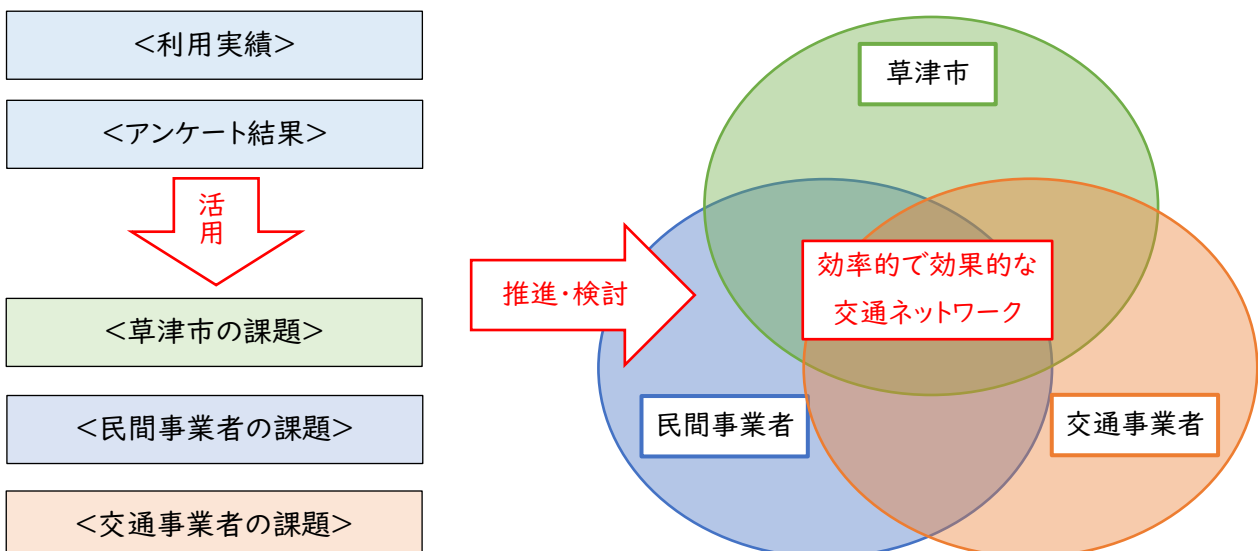 <利用実績>
<アンケート結果>
活
用
<草津市の課題>
<民間事業者の課題>
<交通事業者の課題>
推進・検討
草津市
効率的で効果的な
交通ネットワーク
民間事業者
交通事業者